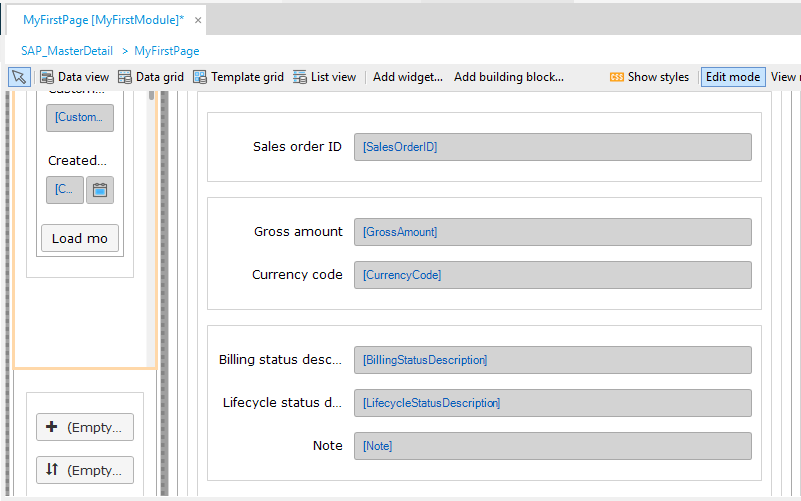 MyFirstPage [MyFirstModule]* ×
SAP_MasterDetail > MyFirstPage
Data view Data grid Template grid List view Add widget... Add building block... CSS Show styles Edit mode View
Custom...
[Custom...
Created...
[C...
Load mo
(Empty...
(Empty...
Sales order ID [SalesOrderID]
Gross amount [GrossAmount]
Currency code [CurrencyCode]
Billing status desc... [BillingStatusDescription]
Lifecycle status d... [LifecycleStatusDescription]
Note [Note]